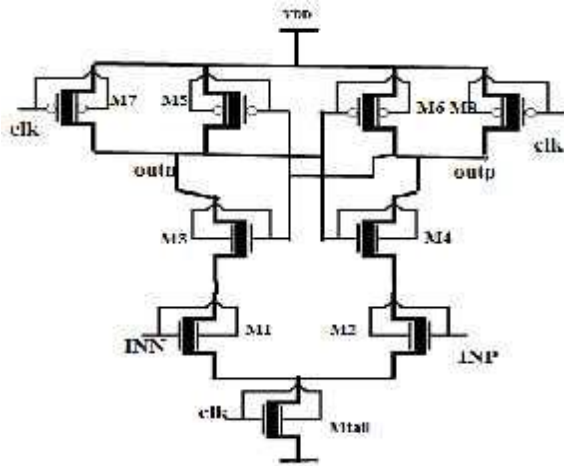 VDD
M7
M5
M6 M8
clk
clk
outn
outp
M3
M4
INN
M1
M2
INP
clk
Mtail